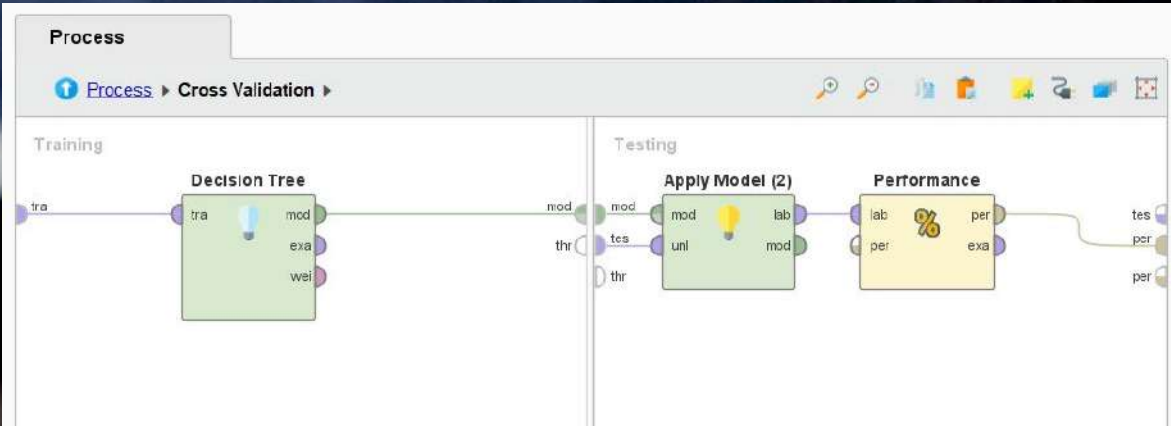 Process
Process ▸ Cross Validation ▸
Training
Testing
Decision Tree
Apply Model (2)
Performance
tra
tra
mod
exa
wei
mod
thr
mod
tes
thr
mod
unl
lab
mod
lab
per
%
per
exa
tes
per
per